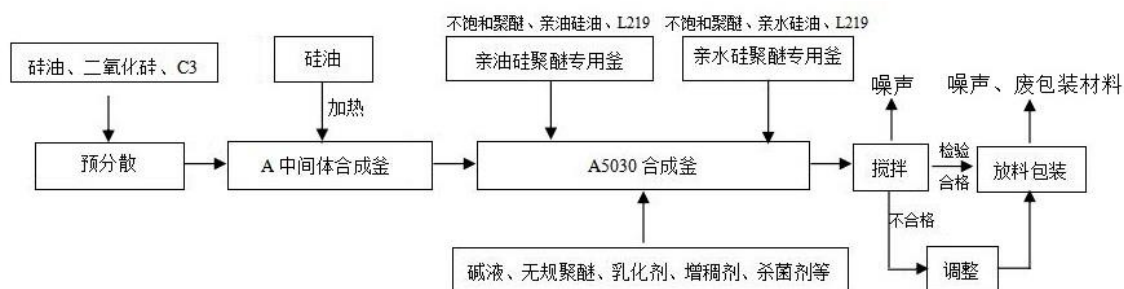 不饱和聚醚、亲油硅油、L219
不饱和聚醚、亲水硅油、L219
硅油、二氧化硅、C3
硅油
亲油硅聚醚专用釜
亲水硅聚醚专用釜
噪声
噪声、废包装材料
加热
预分散
A 中间体合成釜
A5030 合成釜
搅拌
检验
合格
放料包装
不合格
碱液、无规聚醚、乳化剂、增稠剂、杀菌剂等
调整